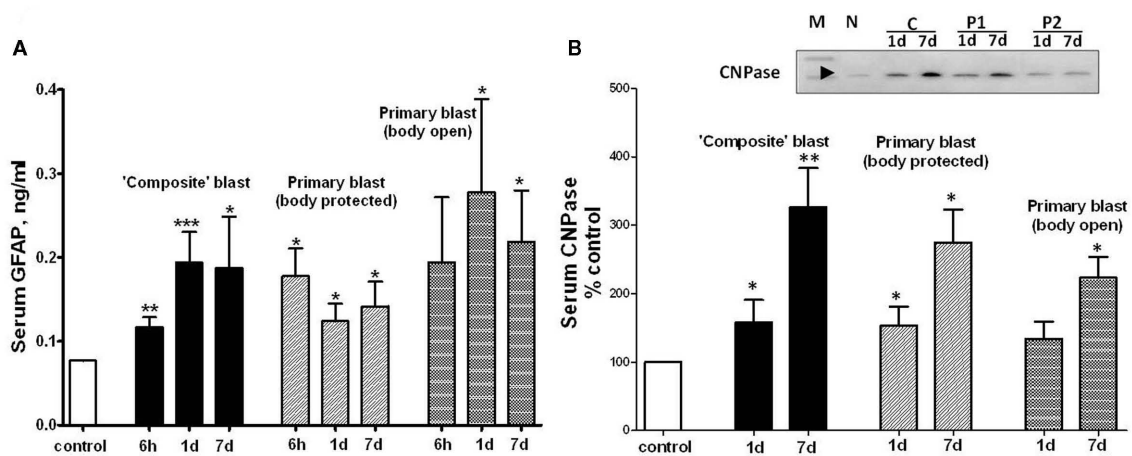 A
Serum GFAP, ng/ml
0.4
0.3
0.2
0.1
0.0
'Composite' blast
Primary blast
(body protected)
Primary blast
(body open)
** *** * * * * * *
control 6h 1d 7d 6h 1d 7d 6h 1d 7d
B
M N C P1 P2
1d 7d 1d 7d 1d 7d
CNPase
Serum CNPase
% control
500
400
300
200
100
0
'Composite' blast
Primary blast
(body protected)
Primary blast
(body open)
* ** * * *
control 1d 7d 1d 7d 1d 7d